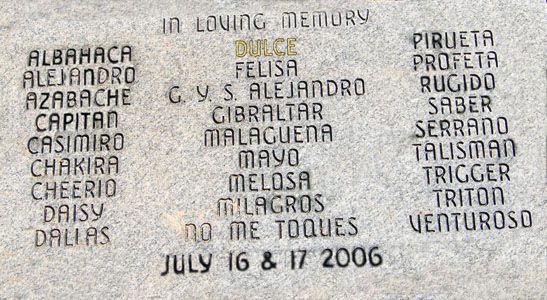 IN LOVING MEMORY
ALBAHACA
ALEJANDRO
AZABACHE
CAPITAN
CASIMIRO
CHAKIRA
CHEERIO
DAISY
DALLAS
DULCE
FELISA
G. Y. S. ALEJANDRO
GIBRALTAR
MALAGUENA
MAYO
MELOSA
MILAGROS
NO ME TOQUES
PIRUETA
PROFETA
RUGIDO
SABER
SERRANO
TALISMAN
TRIGGER
TRITON
VENTUROSO
JULY 16 & 17 2006